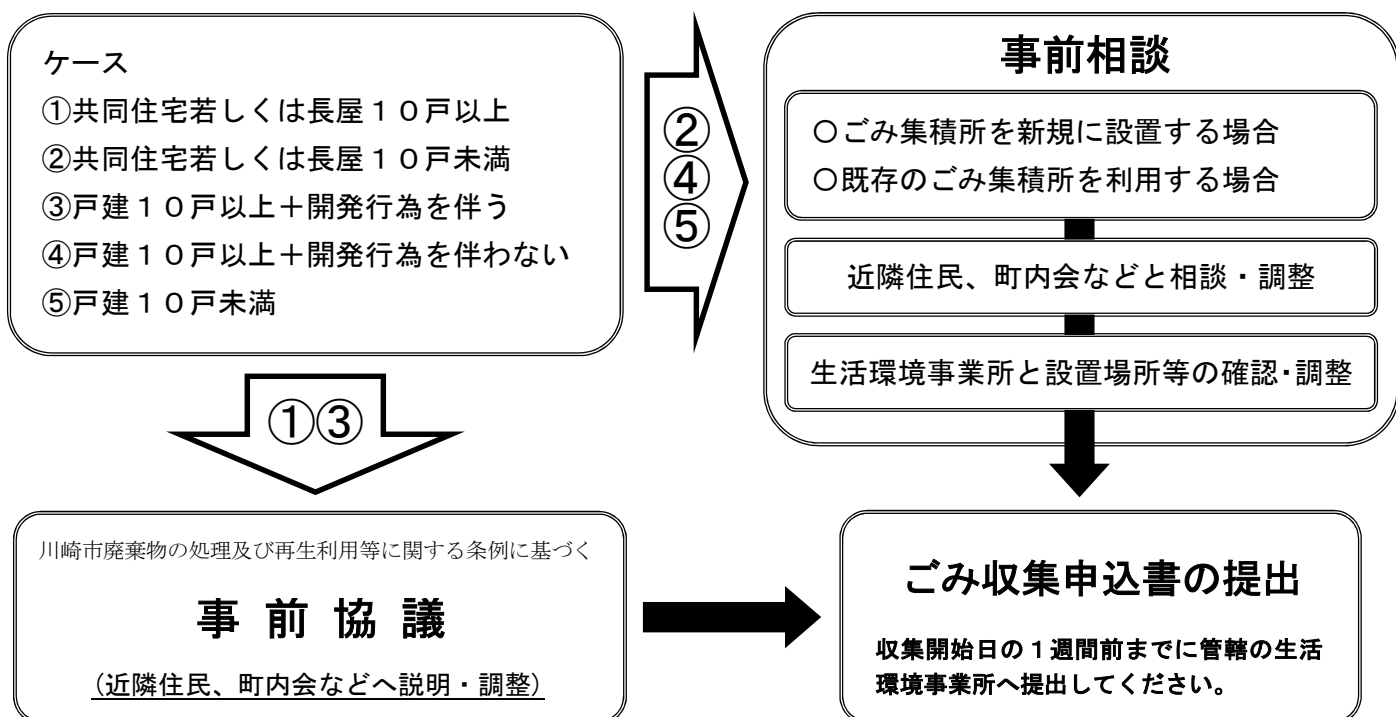 ケース
①共同住宅若しくは長屋１０戸以上
②共同住宅若しくは長屋１０戸未満
③戸建１０戸以上＋開発行為を伴う
④戸建１０戸以上＋開発行為を伴わない
⑤戸建１０戸未満
②
④
⑤
事前相談
○ごみ集積所を新規に設置する場合
○既存のごみ集積所を利用する場合
近隣住民、町内会などと相談・調整
生活環境事業所と設置場所等の確認・調整
①③
川崎市廃棄物の処理及び再生利用等に関する条例に基づく
事前協議
（近隣住民、町内会などへ説明・調整）
ごみ収集申込書の提出
収集開始日の１週間前までに管轄の生活
環境事業所へ提出してください。